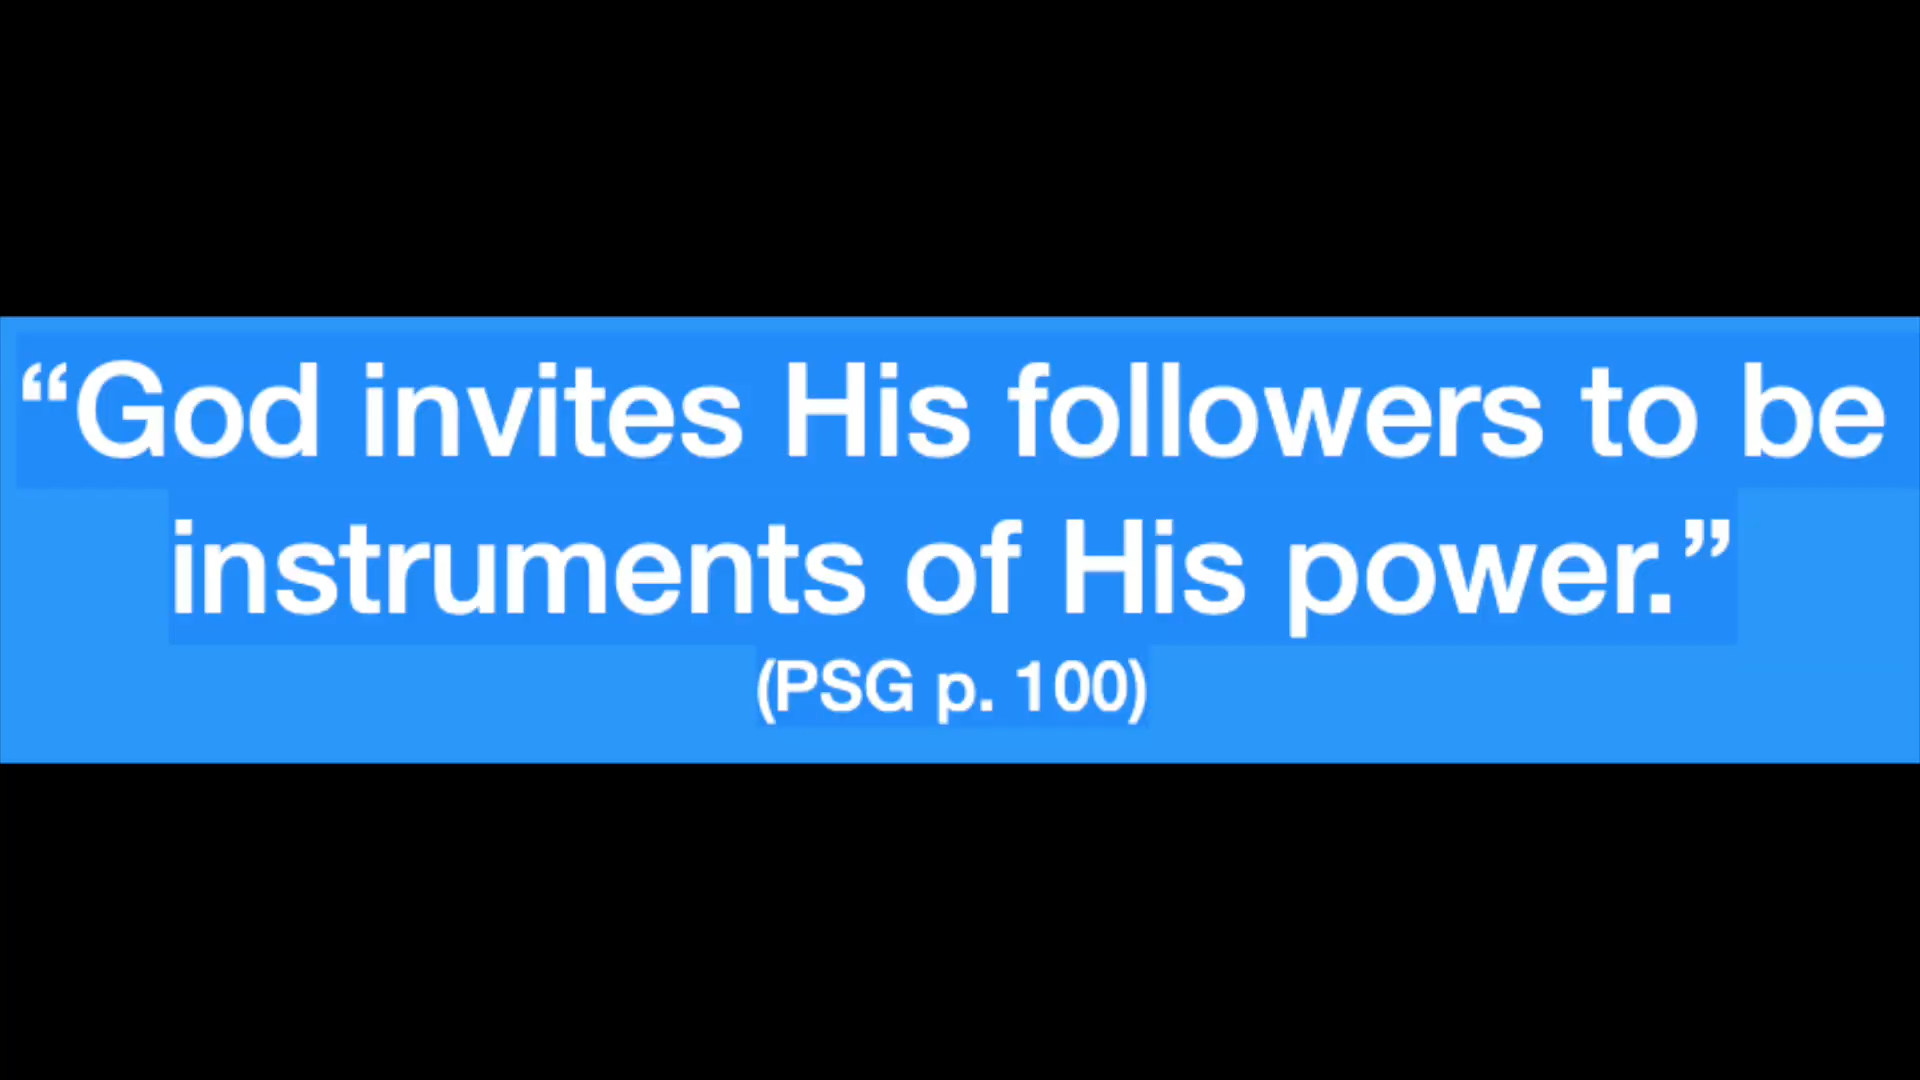 “God invites His followers to be
instruments of His power.”
(PSG p. 100)